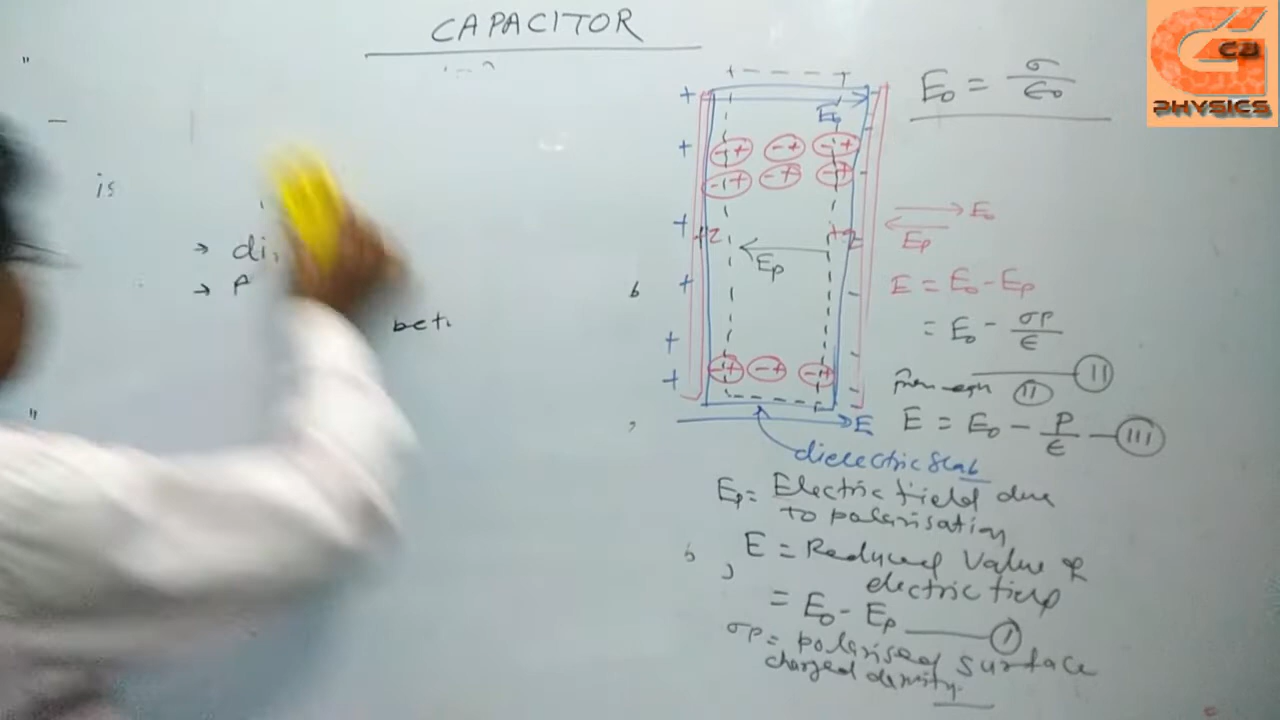 CAPACITOR
ca
PHYSICS
is
→ di
→
E₀ = σ/ε₀
+ - - - - +
+
E₀
+ -+ -+ -+
-+ -+ -+
+
+
Ep
+
+
+
-+ -+ -+
→ E₀
← Ep
E = E₀ - Ep
= E₀ - σp/ε
II
from eqn II
E = E₀ - P/ε — III
E
dielectric slab
Ep = Electric field due
to polarisation
E = Reduced Value of
electric field
= E₀ - Ep — I
σp = polarised surface
charged density